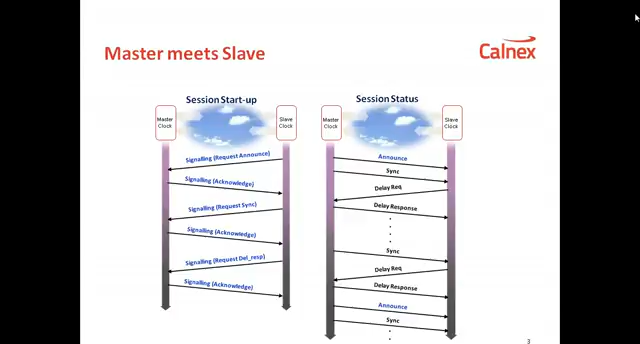 Master meets Slave
Calnex
Session Start-up
Master
Clock
Slave
Clock
Signalling (Request Announce)
Signalling (Acknowledge)
Signalling (Request Sync)
Signalling (Acknowledge)
Signalling (Request Del_resp)
Signalling (Acknowledge)
Session Status
Master
Clock
Slave
Clock
Announce
Sync
Delay Req
Delay Response
Sync
Delay Req
Delay Response
Announce
Sync
3